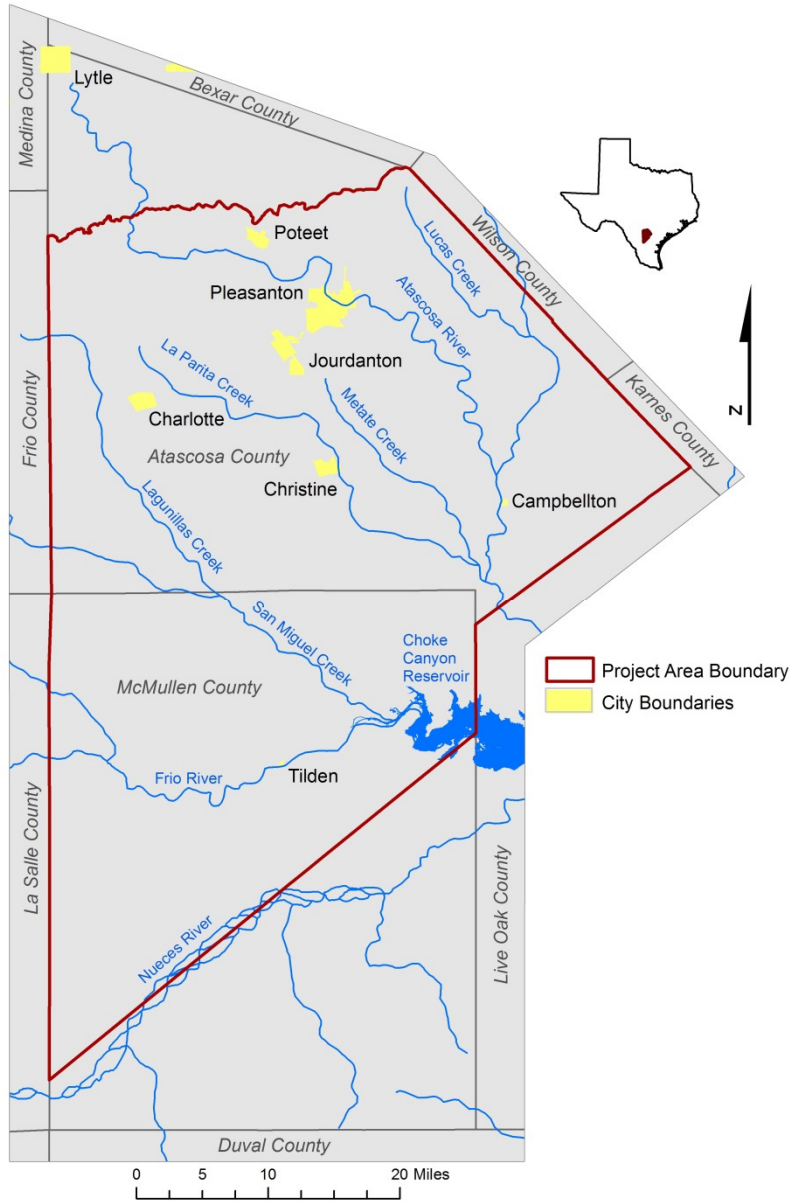 Lytle
Medina County
Bexar County
Poteet
Lucas Creek
Wilson County
Pleasanton
Atascosa River
Jourdanton
La Parita Creek
Metate Creek
Karnes County
Frio County
Charlotte
Atascosa County
Christine
Campbellton
Lagunillas Creek
San Miguel Creek
Choke
Canyon
Reservoir
McMullen County
Project Area Boundary
City Boundaries
Frio River
Tilden
La Salle County
Nueces River
Live Oak County
Duval County
0 5 10 20 Miles
N